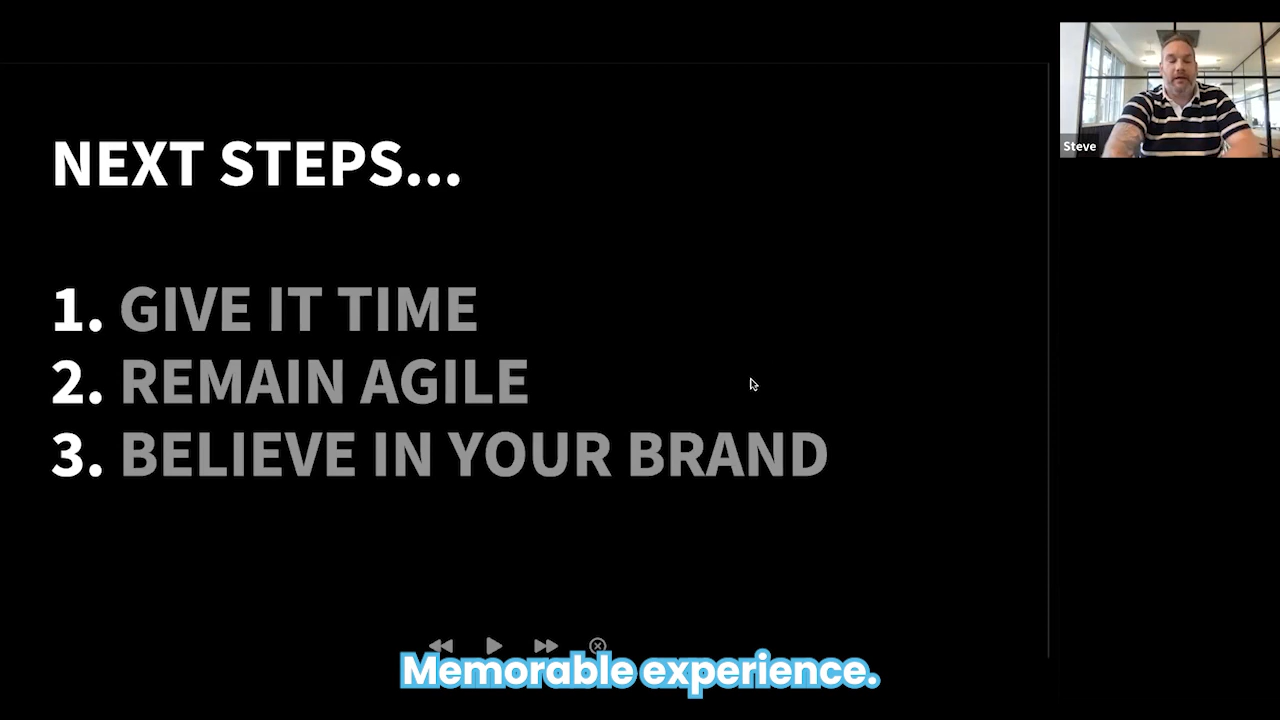 NEXT STEPS...
1. GIVE IT TIME
2. REMAIN AGILE
3. BELIEVE IN YOUR BRAND
Steve
Memorable experience.